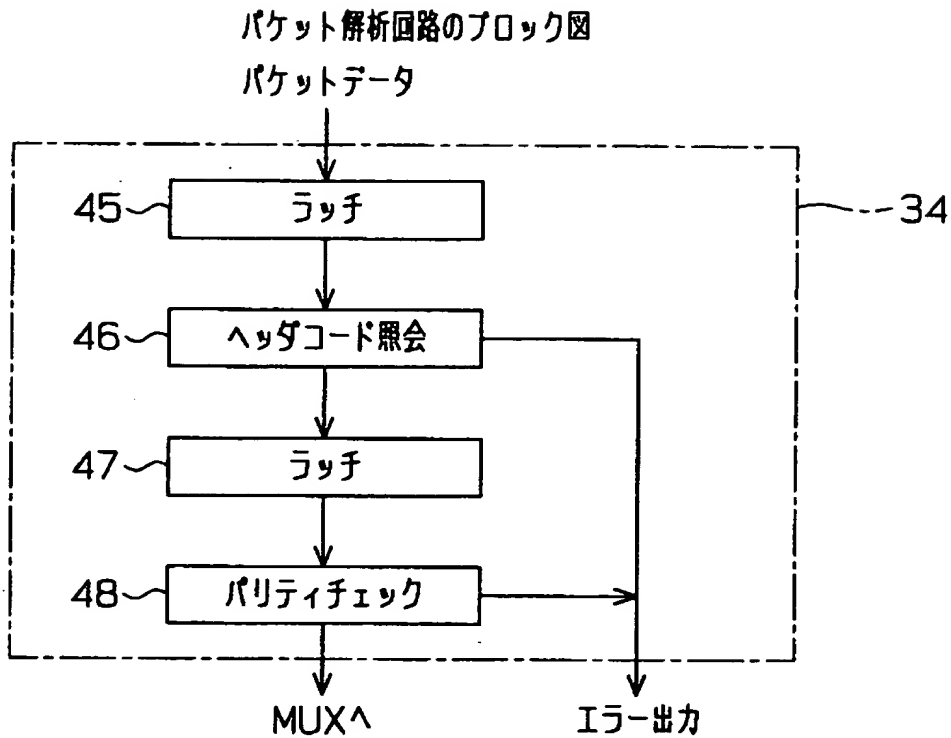 パケット解析回路のブロック図
パケットデータ
45 ラッチ 34
46 ヘッダコード照会
47 ラッチ
48 パリティチェック
MUXへ エラー出力